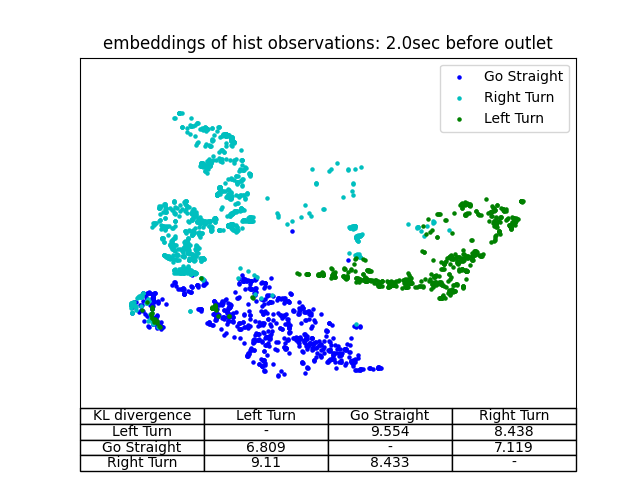 embeddings of hist observations: 2.0sec before outlet
Go Straight
Right Turn
Left Turn
KL divergence Left Turn Go Straight Right Turn
Left Turn - 9.554 8.438
Go Straight 6.809 - 7.119
Right Turn 9.11 8.433 -